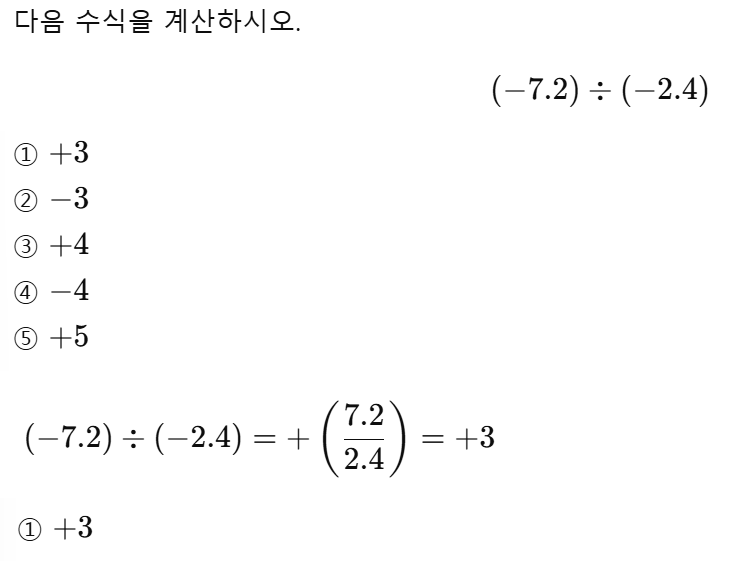 다음 수식을 계산하시오.
(−7.2) ÷ (−2.4)
① +3
② −3
③ +4
④ −4
⑤ +5
(−7.2) ÷ (−2.4) = + (7.2/2.4) = +3
① +3